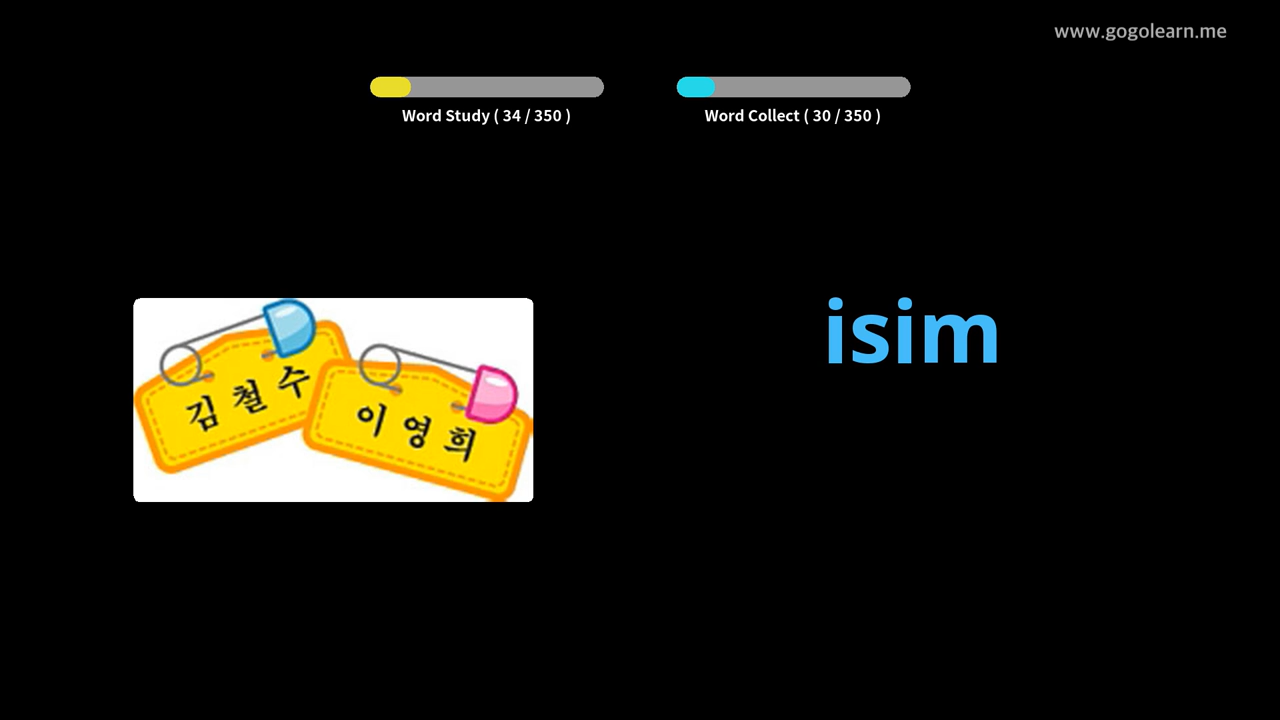 www.gogolearn.me
Word Study ( 34 / 350 )
Word Collect ( 30 / 350 )
김철수
이영희
isim